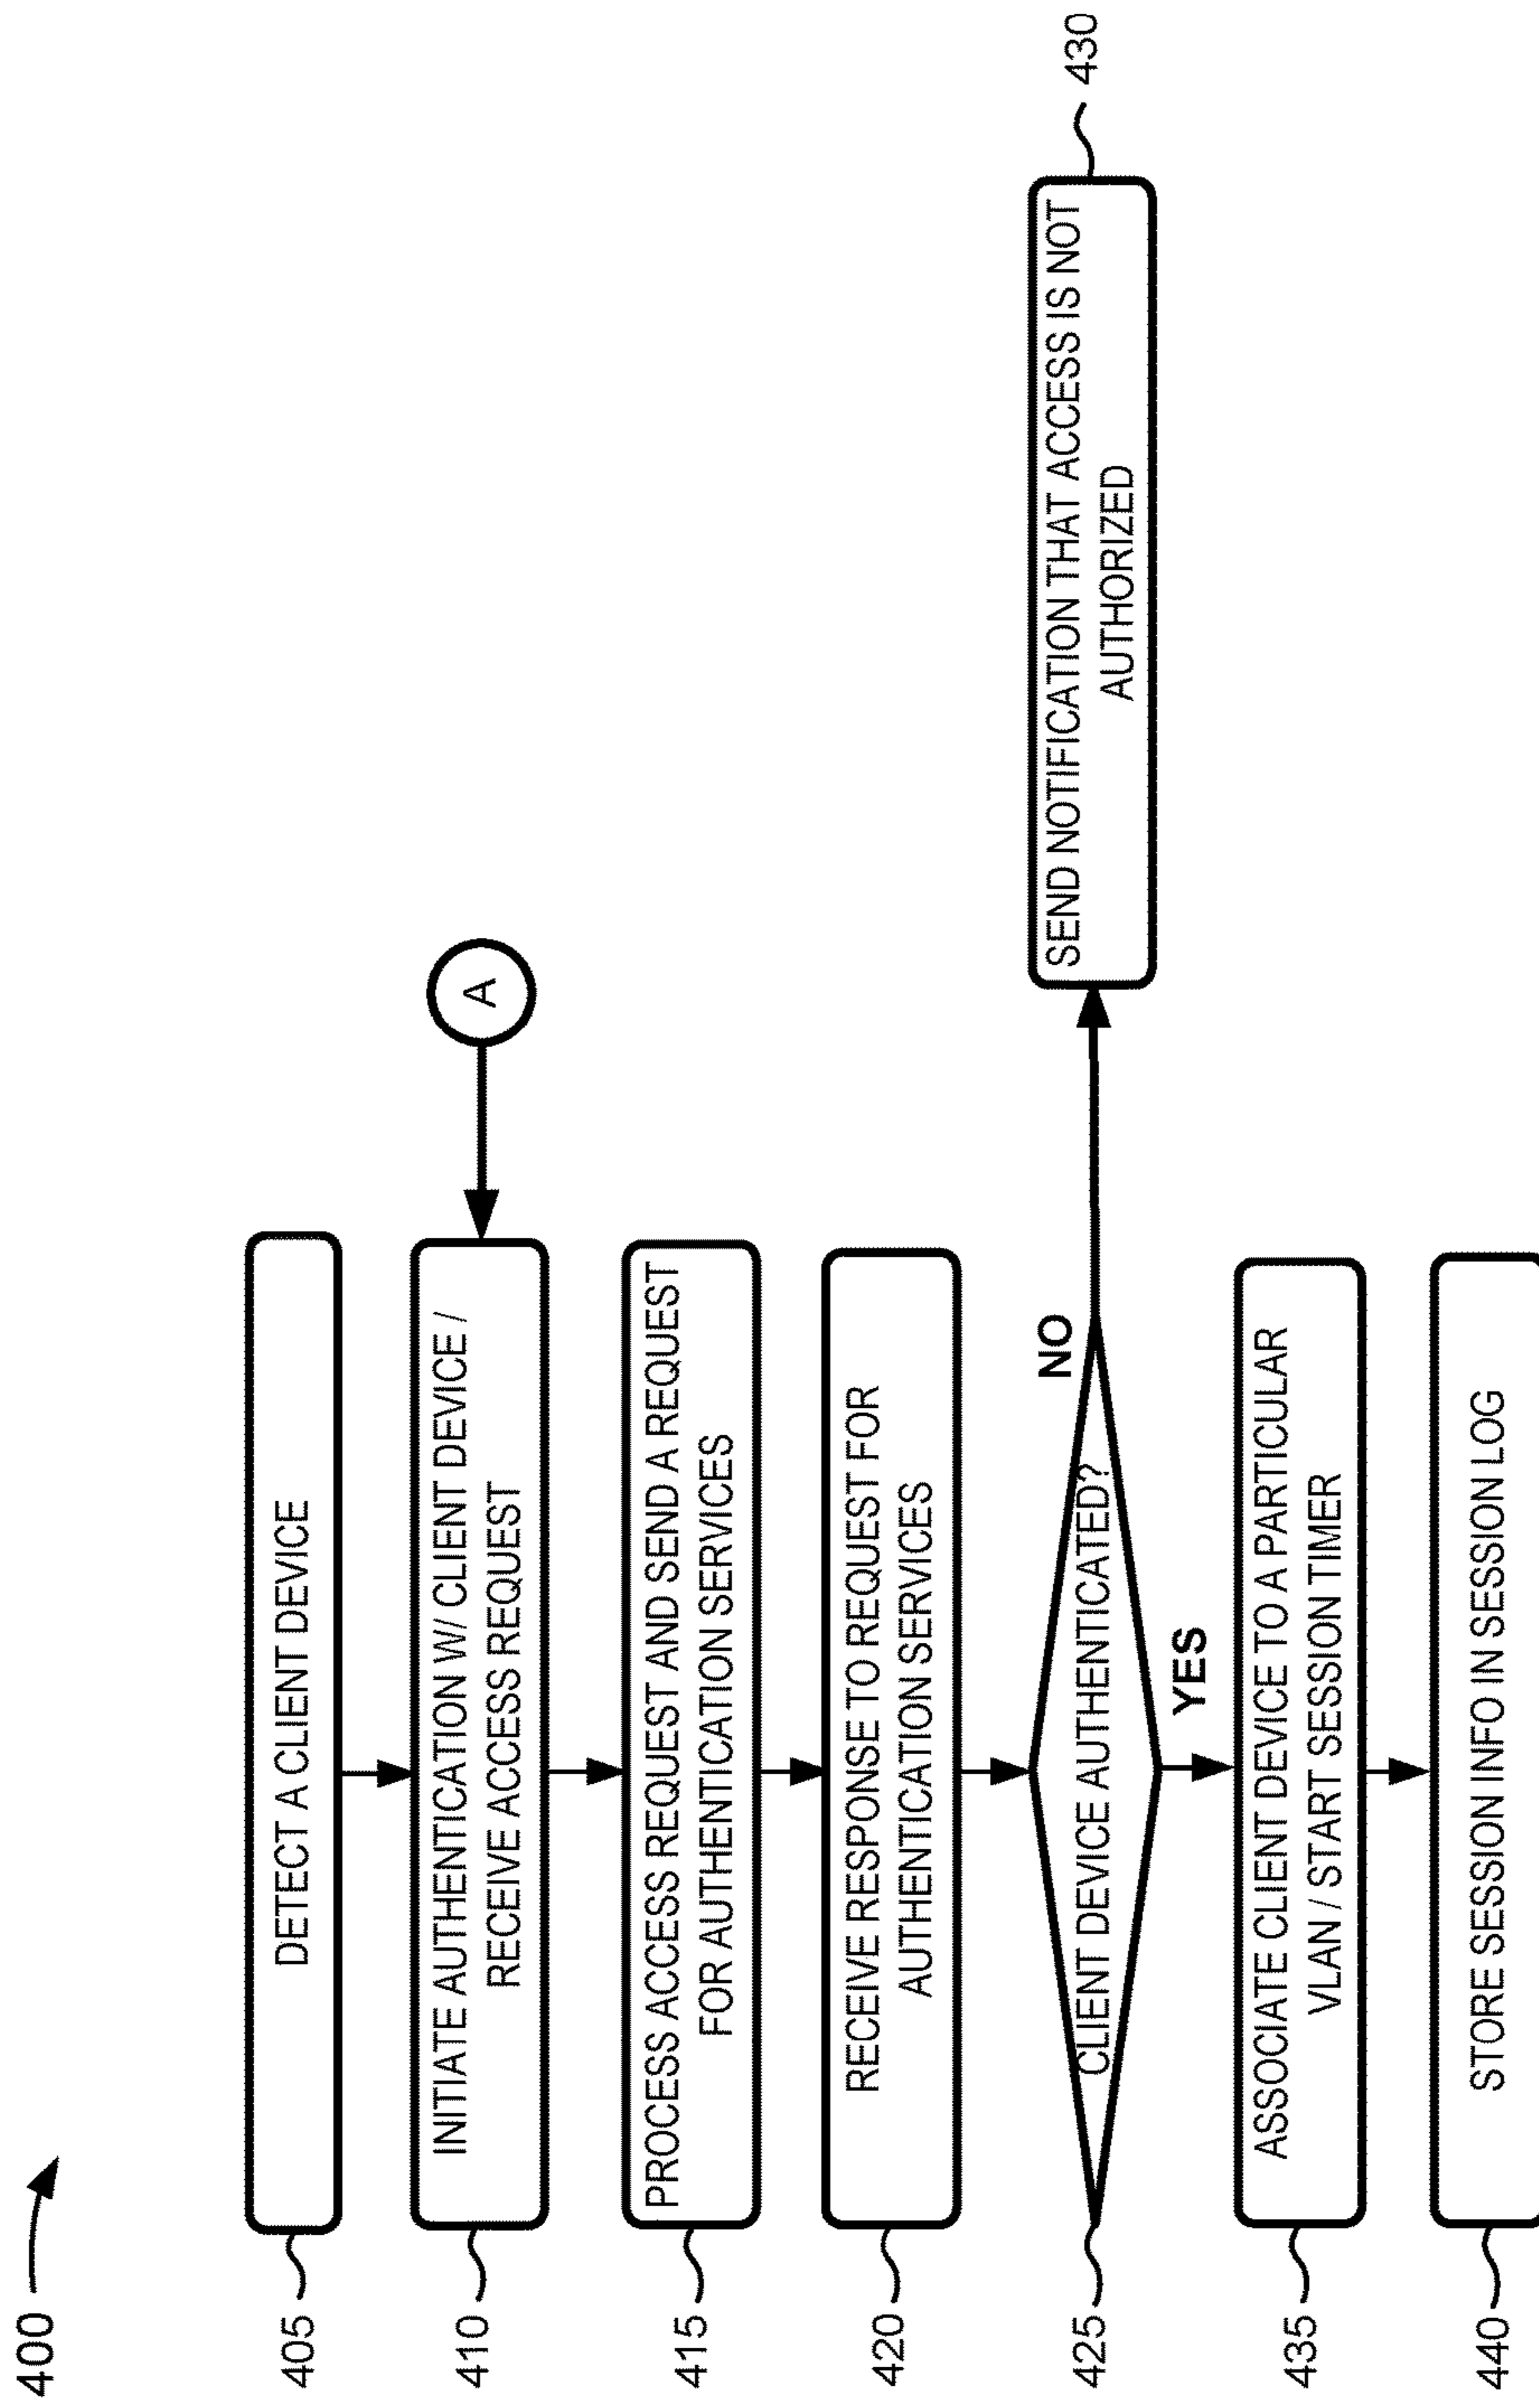 400
405
DETECT A CLIENT DEVICE
410
INITIATE AUTHENTICATION W/ CLIENT DEVICE /
RECEIVE ACCESS REQUEST
A
415
PROCESS ACCESS REQUEST AND SEND A REQUEST
FOR AUTHENTICATION SERVICES
420
RECEIVE RESPONSE TO REQUEST FOR
AUTHENTICATION SERVICES
425
CLIENT DEVICE AUTHENTICATED?
NO
SEND NOTIFICATION THAT ACCESS IS NOT
AUTHORIZED
430
YES
435
ASSOCIATE CLIENT DEVICE TO A PARTICULAR
VLAN / START SESSION TIMER
440
STORE SESSION INFO IN SESSION LOG